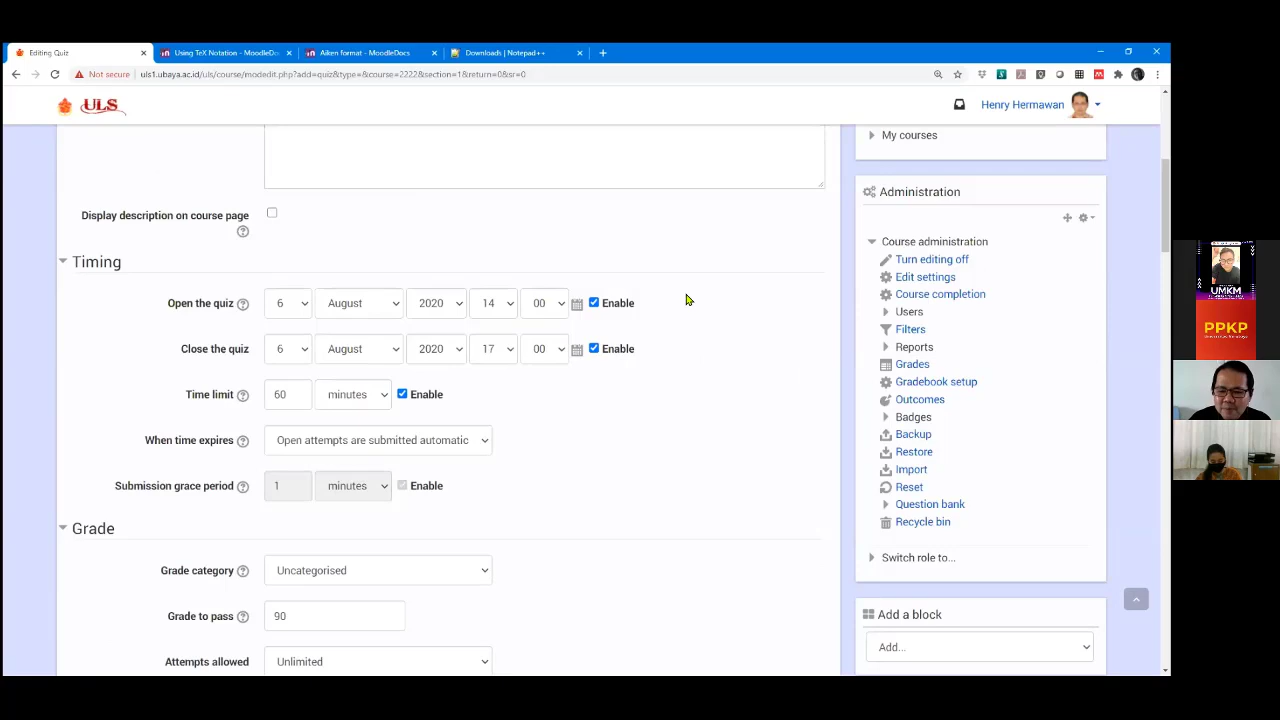 Editing Quiz
Using TeX Notation - MoodleDo
Aiken format - MoodleDocs
Downloads | Notepad++
Not secure
uls1.ubaya.ac.id/uls/course/modedit.php?add=quiz&type=&course=2222&section=1&return=0&sr=0
ULS
Henry Hermawan
My courses
Display description on course page
Timing
Open the quiz 6 August 2020 14 00 Enable
Close the quiz 6 August 2020 17 00 Enable
Time limit 60 minutes Enable
When time expires Open attempts are submitted automatic
Submission grace period 1 minutes Enable
Grade
Grade category Uncategorised
Grade to pass 90
Attempts allowed Unlimited
Administration
Course administration
Turn editing off
Edit settings
Course completion
Users
Filters
Reports
Grades
Gradebook setup
Outcomes
Badges
Backup
Restore
Import
Reset
Question bank
Recycle bin
Switch role to...
Add a block
Add...
UMKM
PPKP